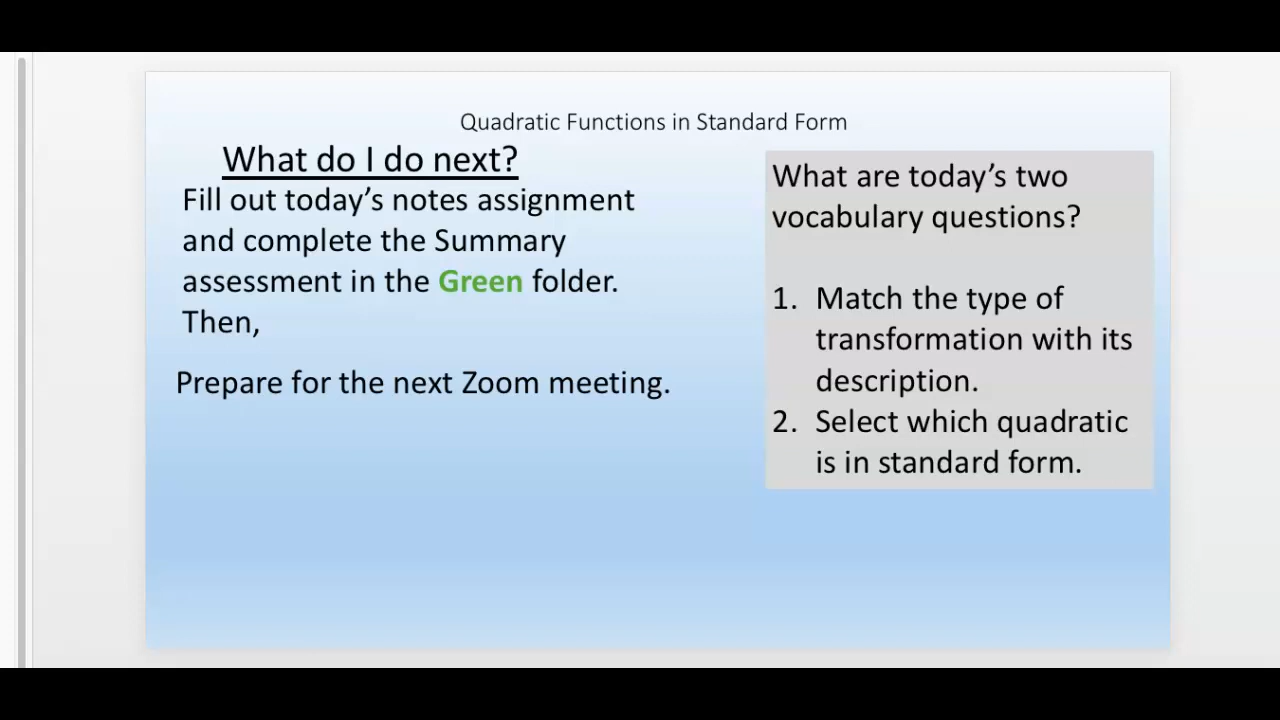 Quadratic Functions in Standard Form
What do I do next?
Fill out today’s notes assignment
and complete the Summary
assessment in the Green folder.
Then,
Prepare for the next Zoom meeting.
What are today’s two
vocabulary questions?
1. Match the type of
transformation with its
description.
2. Select which quadratic
is in standard form.